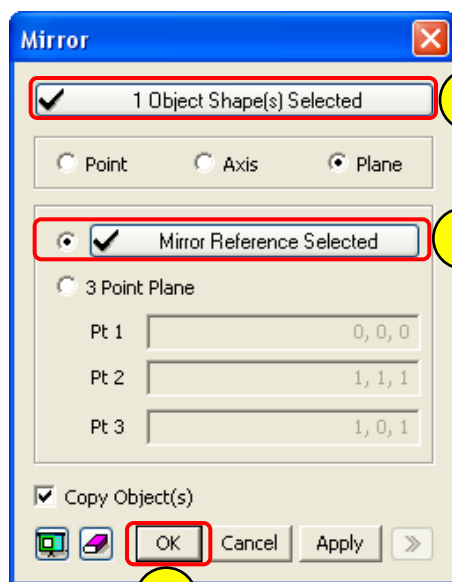 Mirror
1 Object Shape(s) Selected
Point Axis Plane
Mirror Reference Selected
3 Point Plane
Pt 1 0, 0, 0
Pt 2 1, 1, 1
Pt 3 1, 0, 1
Copy Object(s)
OK Cancel Apply >>